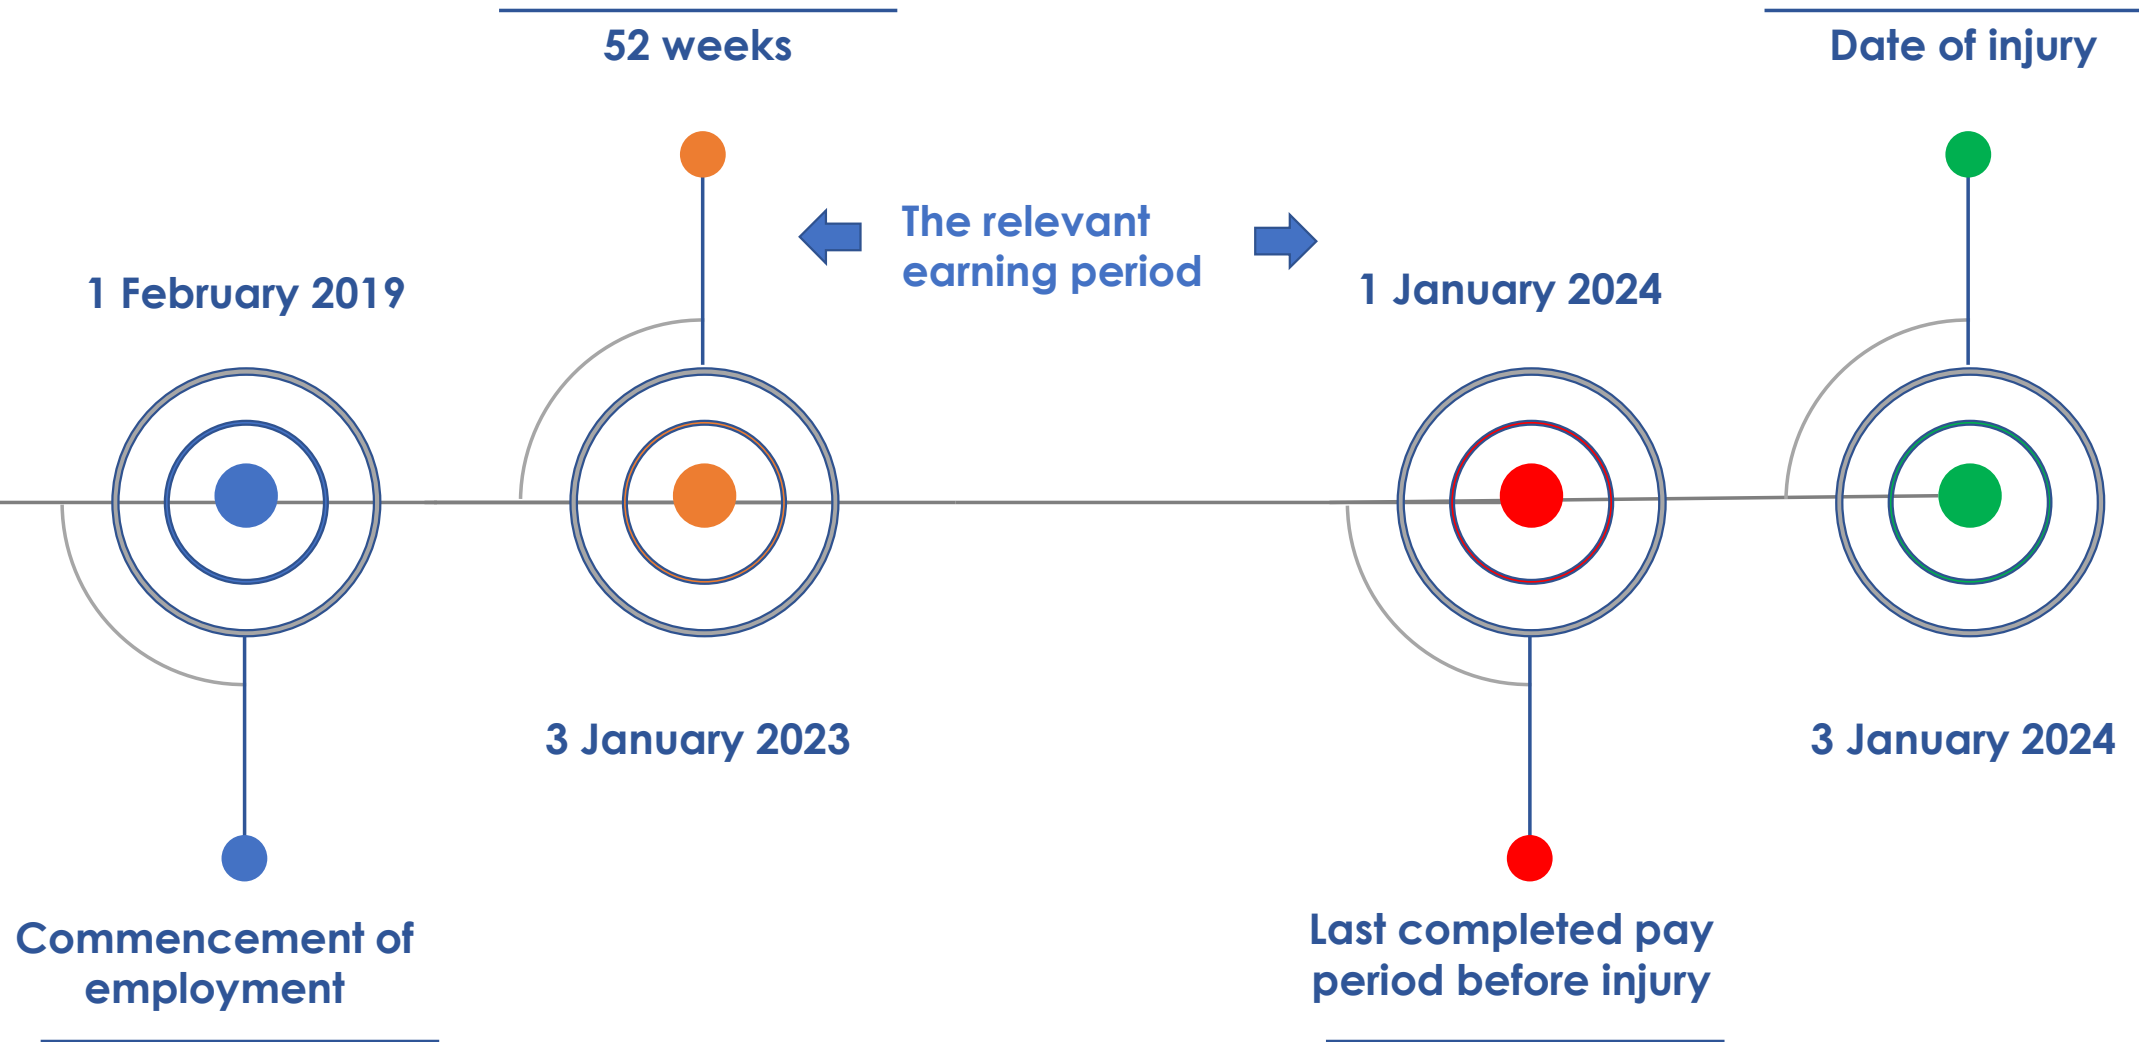 52 weeks
Date of injury
The relevant
earning period
1 February 2019
1 January 2024
3 January 2023
3 January 2024
Commencement of
employment
Last completed pay
period before injury